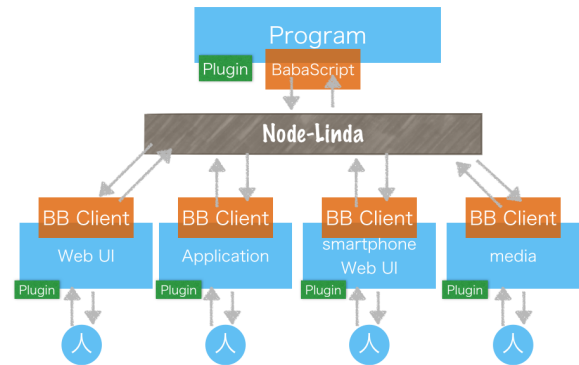 Program
Plugin
BabaScript
Node-Linda
BB Client
BB Client
BB Client
BB Client
Web UI
Application
smartphone
Web UI
media
Plugin
Plugin
Plugin
Plugin
人
人
人
人